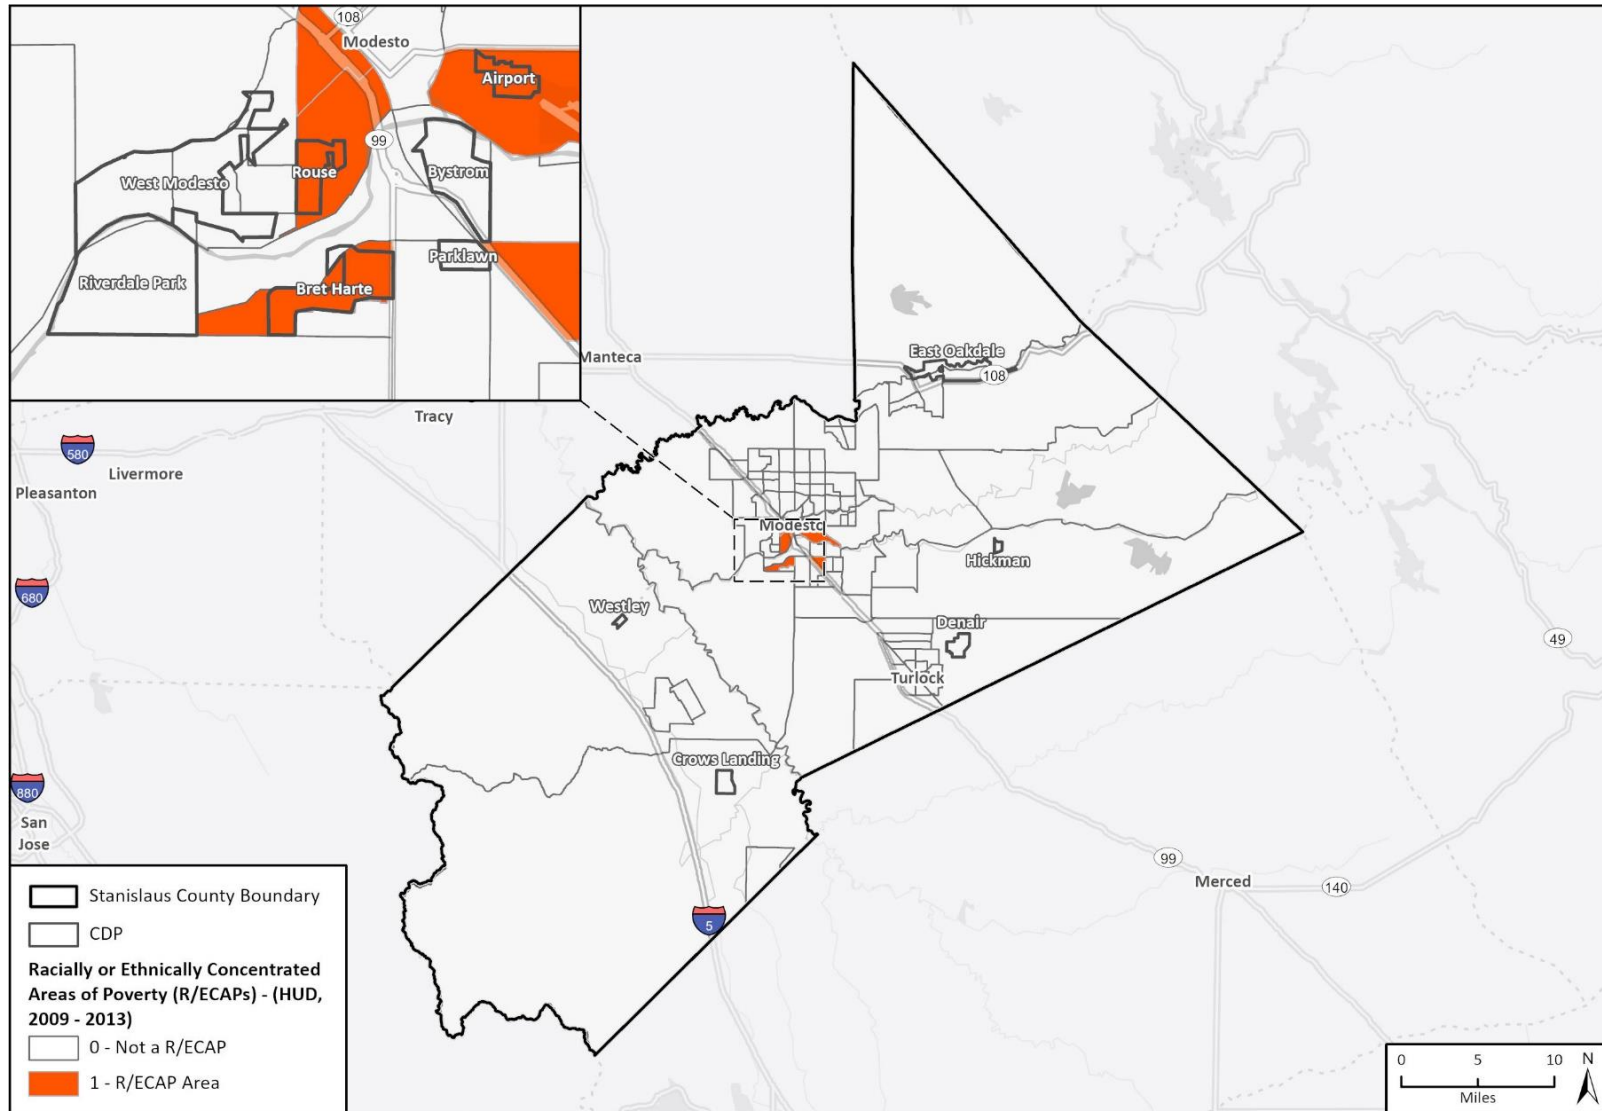 108
Modesto
Airport
99
Rouse
Bystrom
West Modesto
Parklawn
Riverdale Park
Bret Harte
Manteca
East Oakdale
108
Tracy
580
Livermore
Pleasanton
Modesto
Hickman
680
Westley
Denair
49
Turlock
Crows Landing
880
San
Jose
99
Merced
140
5
Stanislaus County Boundary
CDP
Racially or Ethnically Concentrated
Areas of Poverty (R/ECAPs) - (HUD,
2009 - 2013)
0 - Not a R/ECAP
1 - R/ECAP Area
0 5 10
Miles
N